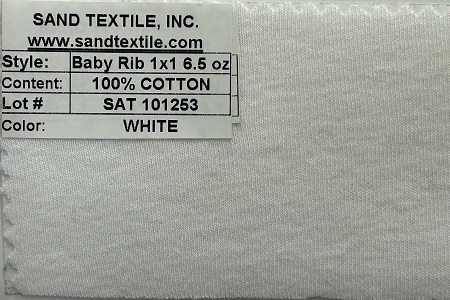 SAND TEXTILE, INC.
www.sandtextile.com
Style: Baby Rib 1x1 6.5 oz
Content: 100% COTTON
Lot # SAT 101253
Color: WHITE